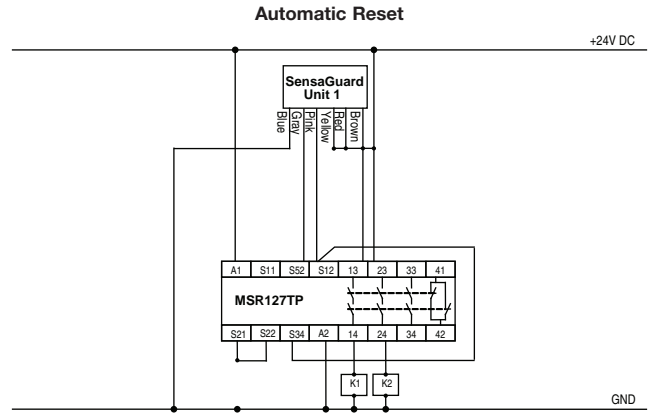 Automatic Reset
+24V DC
SensaGuard
Unit 1
Blue
Gray
Pink
Yellow
Red
Brown
A1 S11 S52 S12 13 23 33 41
MSR127TP
S21 S22 S34 A2 14 24 34 42
K1 K2
GND